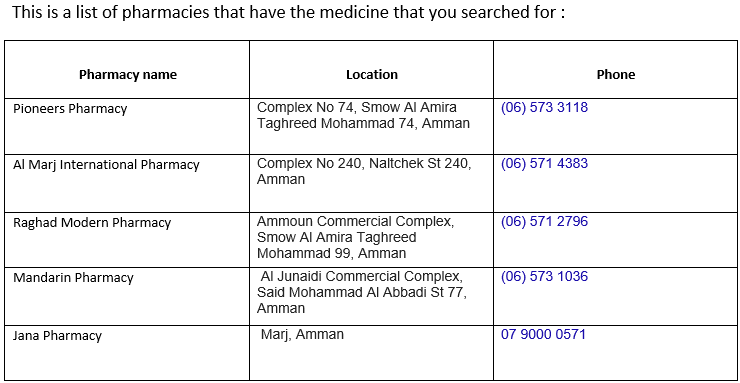 This is a list of pharmacies that have the medicine that you searched for :
Pharmacy name Location Phone
Pioneers Pharmacy
Complex No 74, Smow Al Amira
Taghreed Mohammad 74, Amman
(06) 573 3118
Al Marj International Pharmacy
Complex No 240, Naltchek St 240,
Amman
(06) 571 4383
Raghad Modern Pharmacy
Ammoun Commercial Complex,
Smow Al Amira Taghreed
Mohammad 99, Amman
(06) 571 2796
Mandarin Pharmacy
Al Junaidi Commercial Complex,
Said Mohammad Al Abbadi St 77,
Amman
(06) 573 1036
Jana Pharmacy
Marj, Amman
07 9000 0571